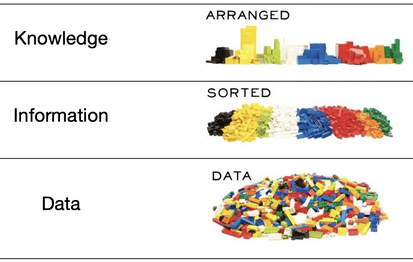 Knowledge
ARRANGED
Information
SORTED
Data
DATA